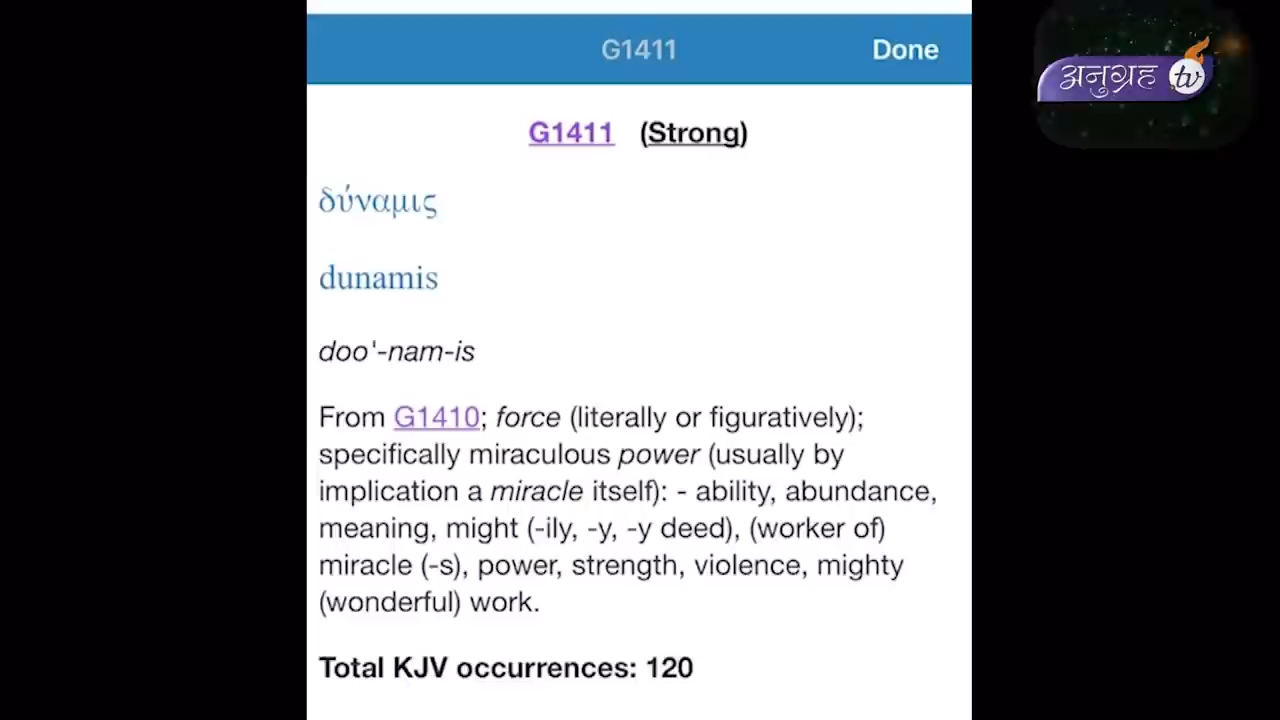 G1411 Done
अनुग्रह tv
G1411 (Strong)
δύναμις
dunamis
doo'-nam-is
From G1410; force (literally or figuratively);
specifically miraculous power (usually by
implication a miracle itself): - ability, abundance,
meaning, might (-ily, -y, -y deed), (worker of)
miracle (-s), power, strength, violence, mighty
(wonderful) work.
Total KJV occurrences: 120